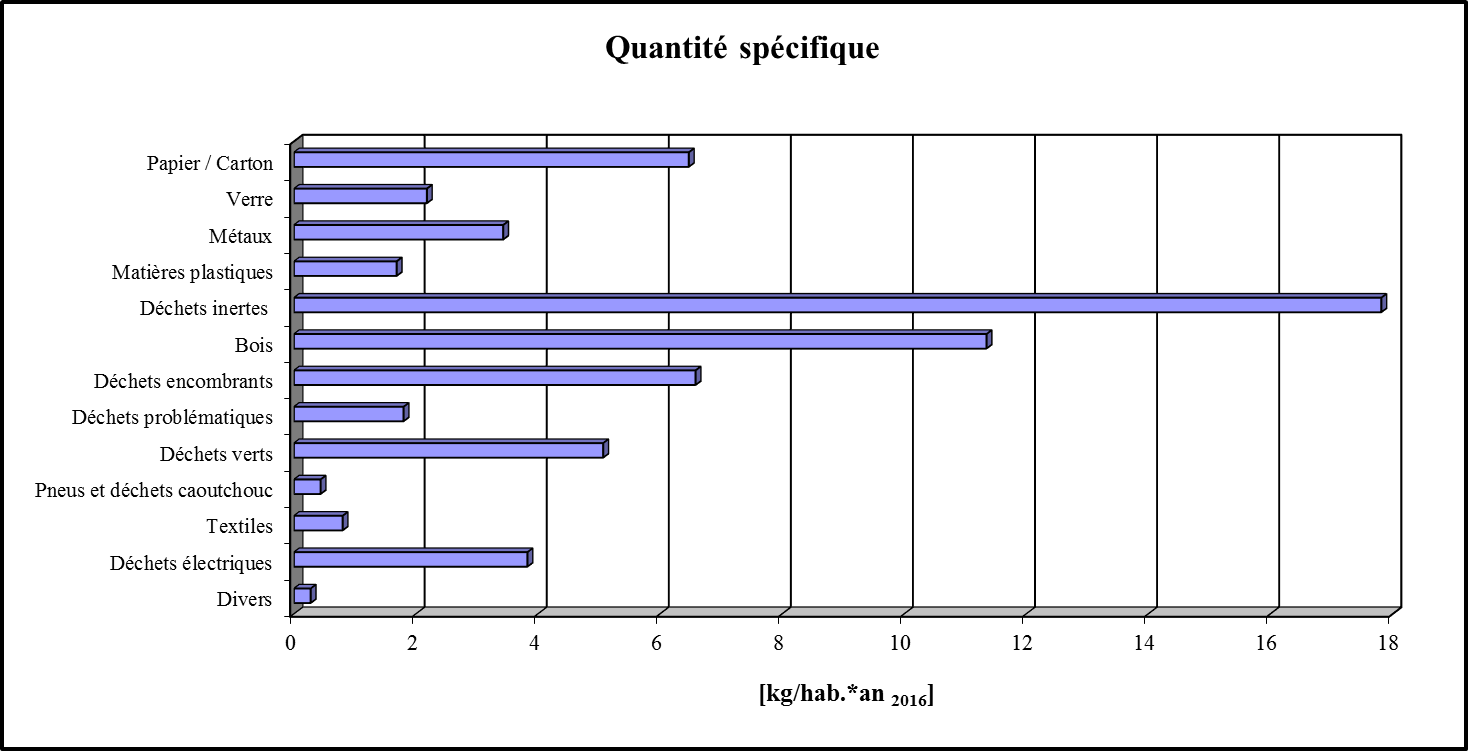 Quantité spécifique
Papier / Carton
Verre
Métaux
Matières plastiques
Déchets inertes
Bois
Déchets encombrants
Déchets problématiques
Déchets verts
Pneus et déchets caoutchouc
Textiles
Déchets électriques
Divers
0 2 4 6 8 10 12 14 16 18
[kg/hab.*an 2016]